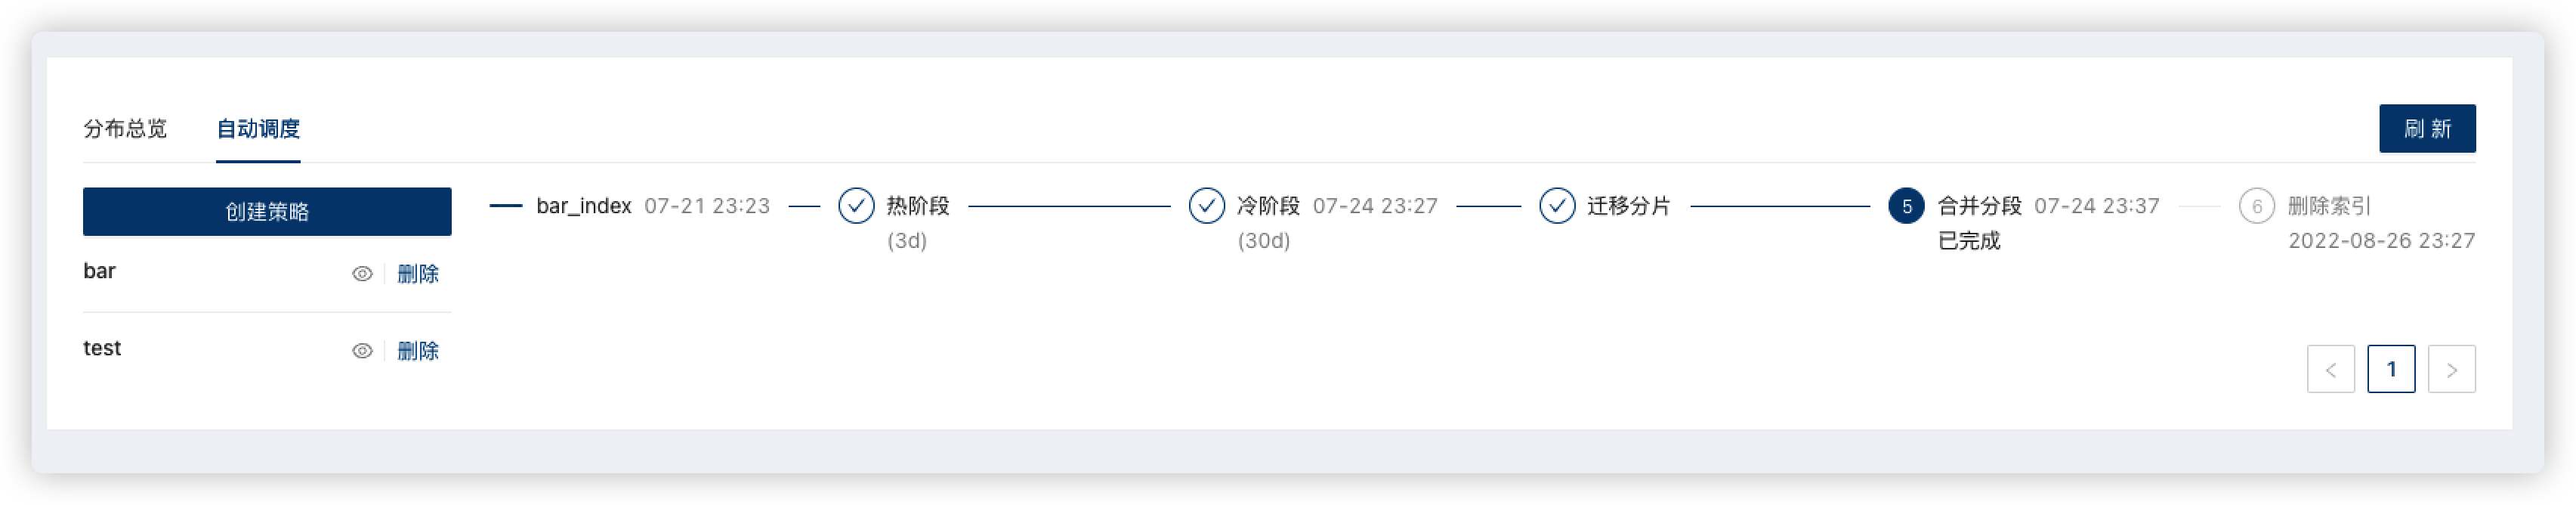 分布总览 自动调度 刷 新
创建策略
bar_index 07-21 23:23 热阶段 冷阶段 07-24 23:27 迁移分片 5 合并分段 07-24 23:37 6 删除索引
(3d) (30d) 已完成 2022-08-26 23:27
bar 删除
test 删除
< 1 >